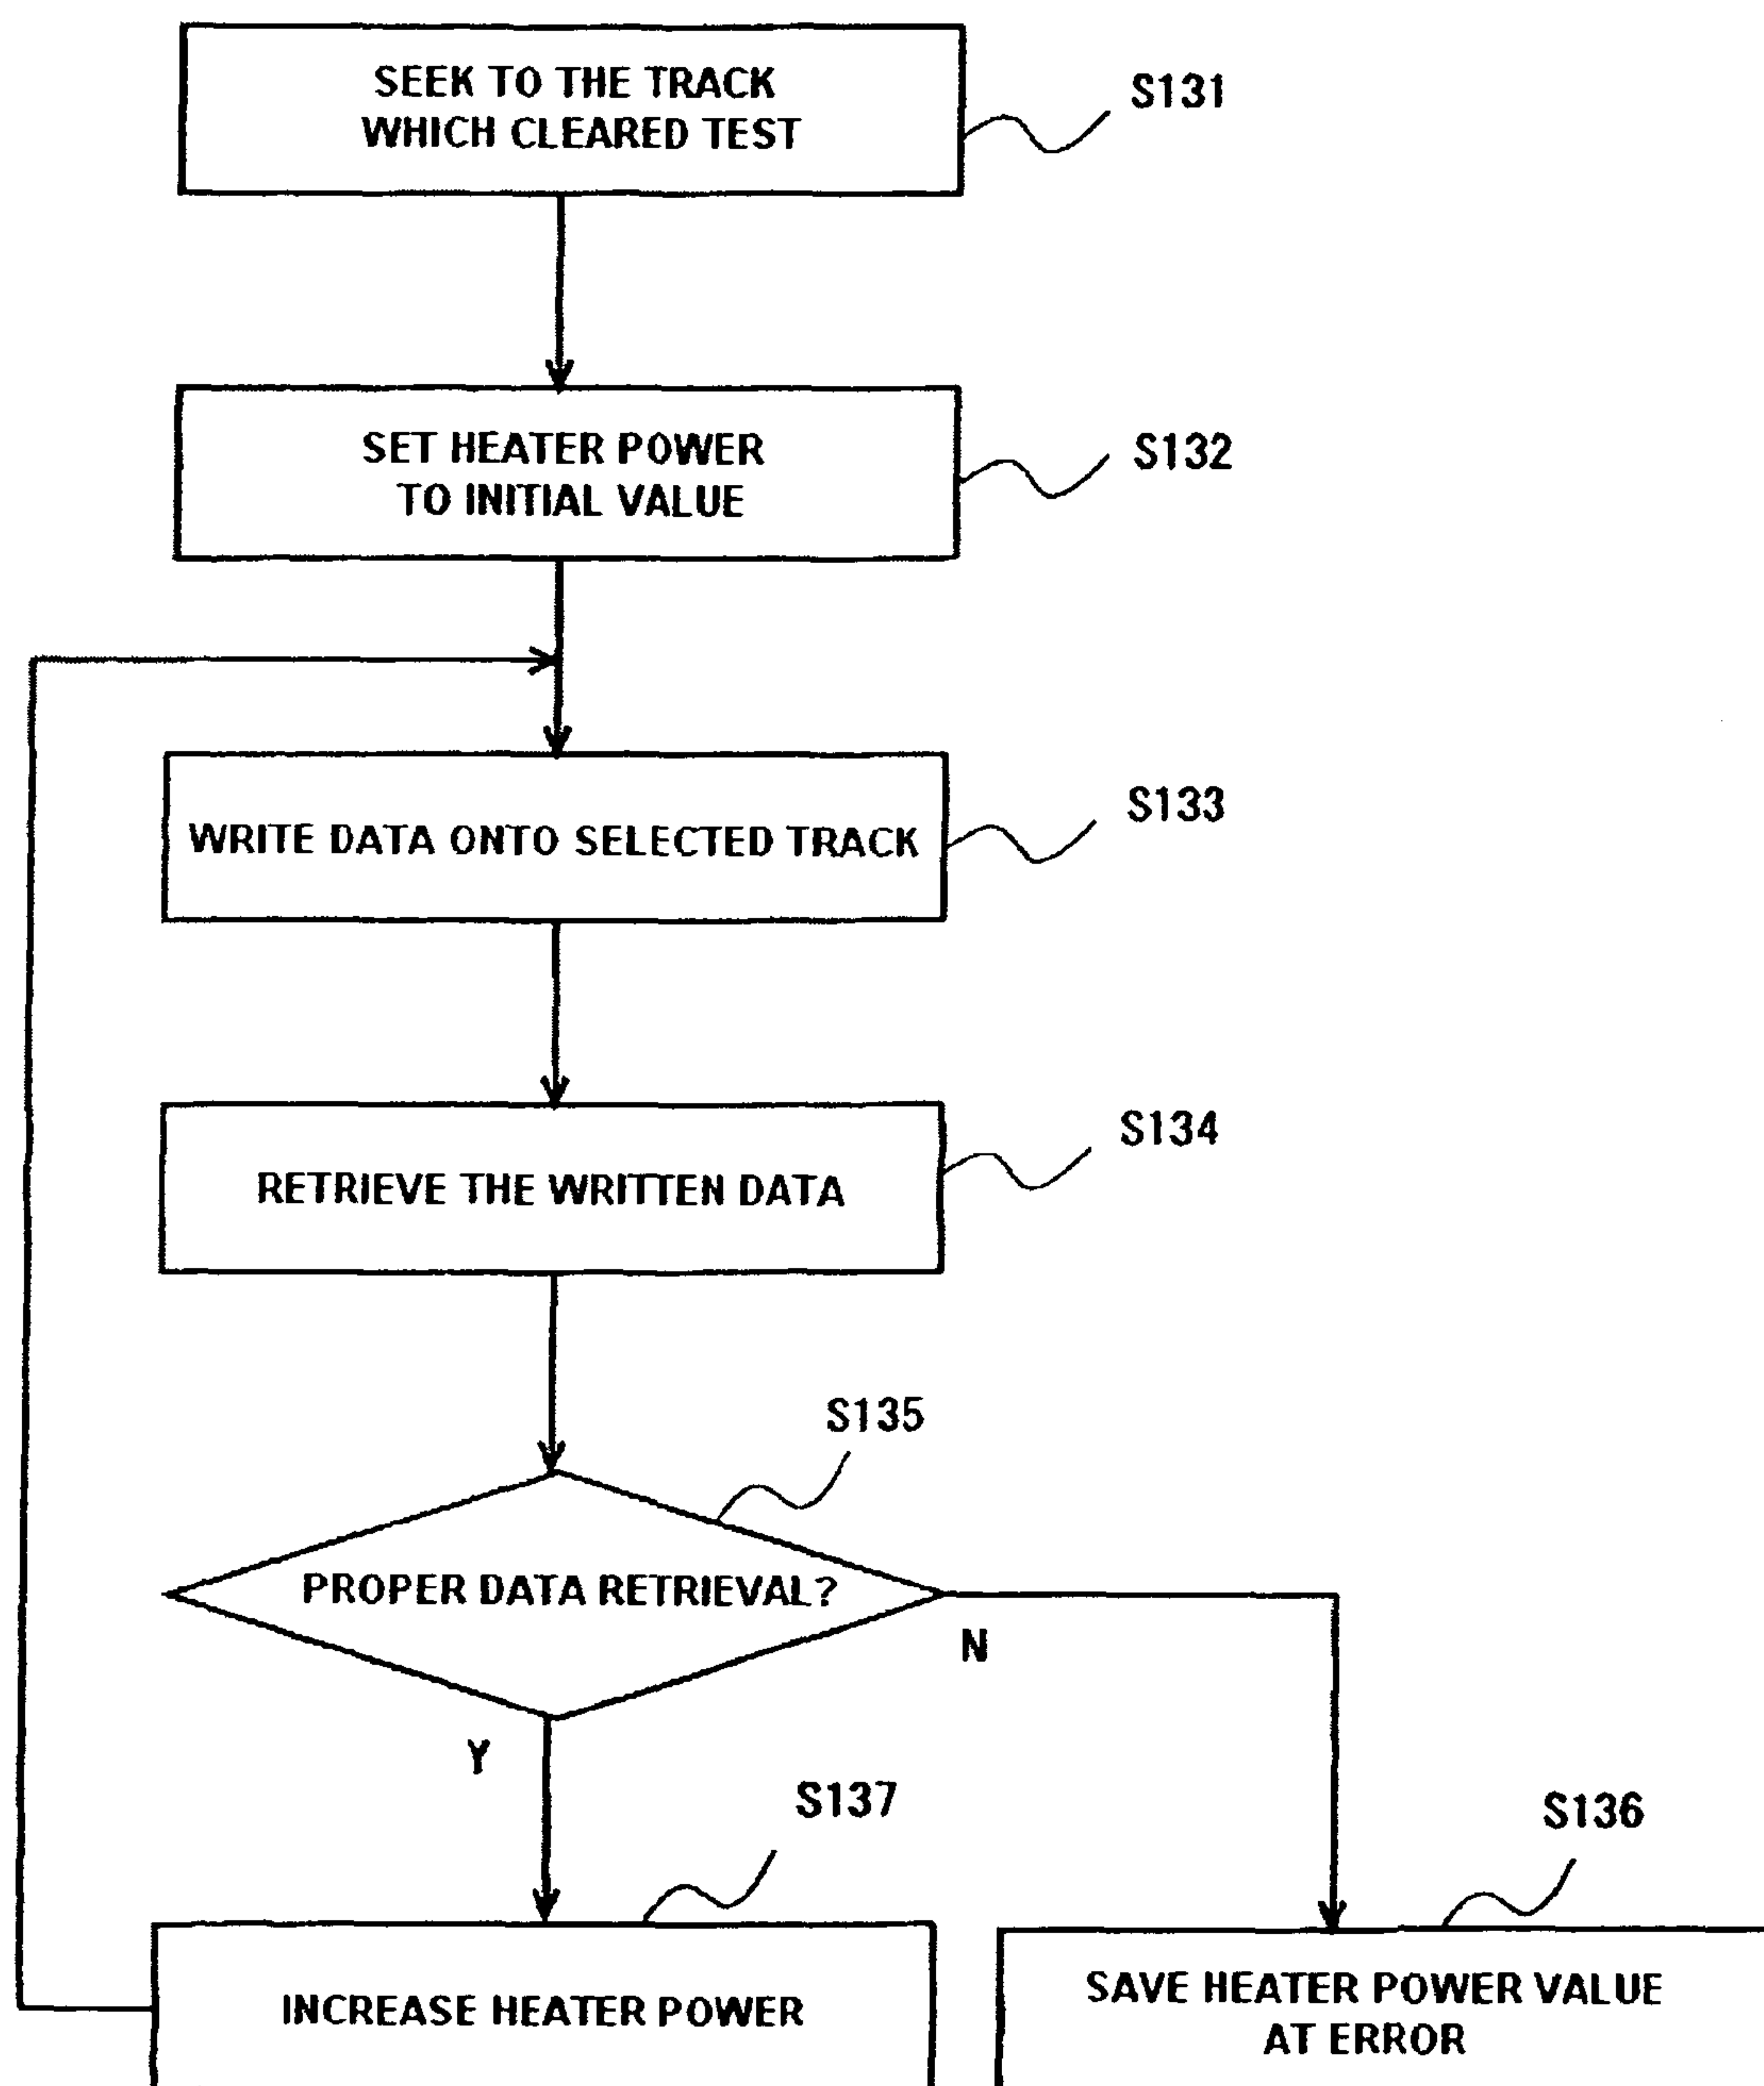 SEEK TO THE TRACK
WHICH CLEARED TEST
S131
SET HEATER POWER
TO INITIAL VALUE
S132
WRITE DATA ONTO SELECTED TRACK
S133
RETRIEVE THE WRITTEN DATA
S134
S135
PROPER DATA RETRIEVAL?
N
Y
S137
S136
INCREASE HEATER POWER
SAVE HEATER POWER VALUE
AT ERROR